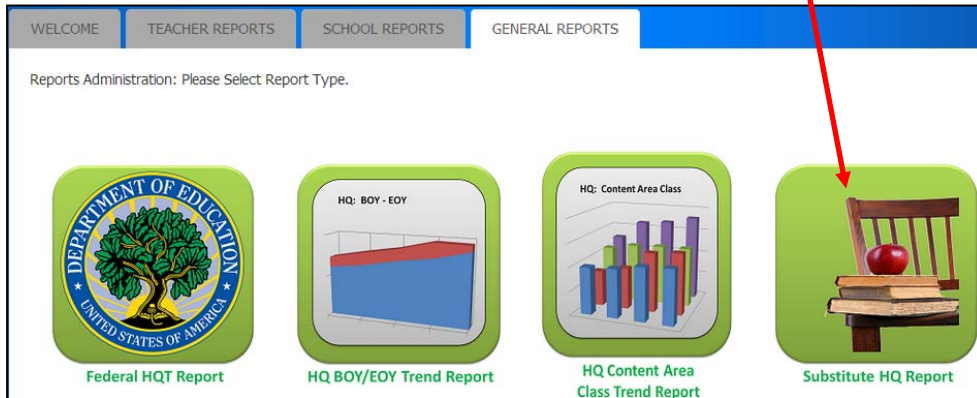 WELCOME
TEACHER REPORTS
SCHOOL REPORTS
GENERAL REPORTS
Reports Administration: Please Select Report Type.
DEPARTMENT OF EDUCATION
UNITED STATES OF AMERICA
Federal HQT Report
HQ: BOY - EOY
HQ BOY/EOY Trend Report
HQ: Content Area Class
HQ Content Area
Class Trend Report
Substitute HQ Report